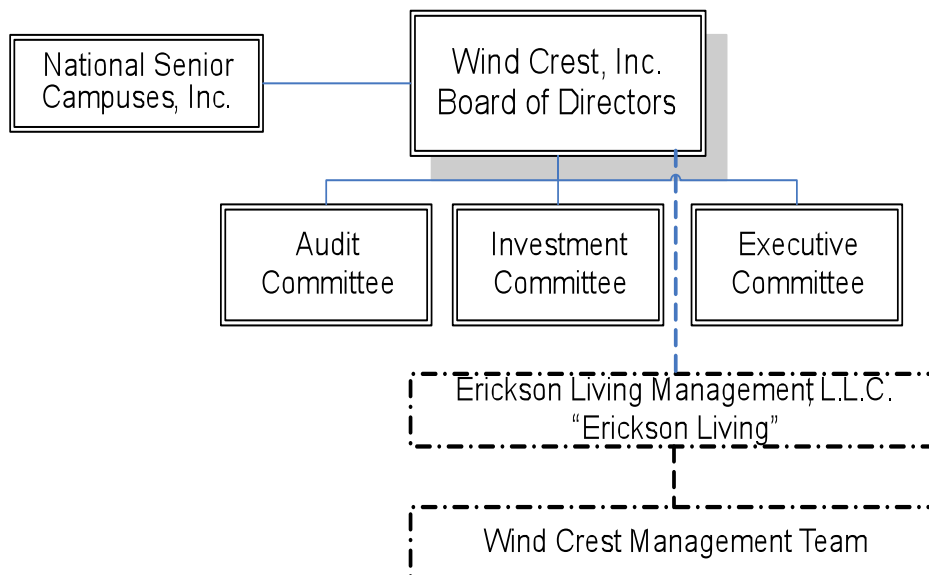 National Senior
Campuses, Inc.
Wind Crest, Inc.
Board of Directors
Audit
Committee
Investment
Committee
Executive
Committee
Erickson Living Management, L.L.C.
“Erickson Living”
Wind Crest Management Team